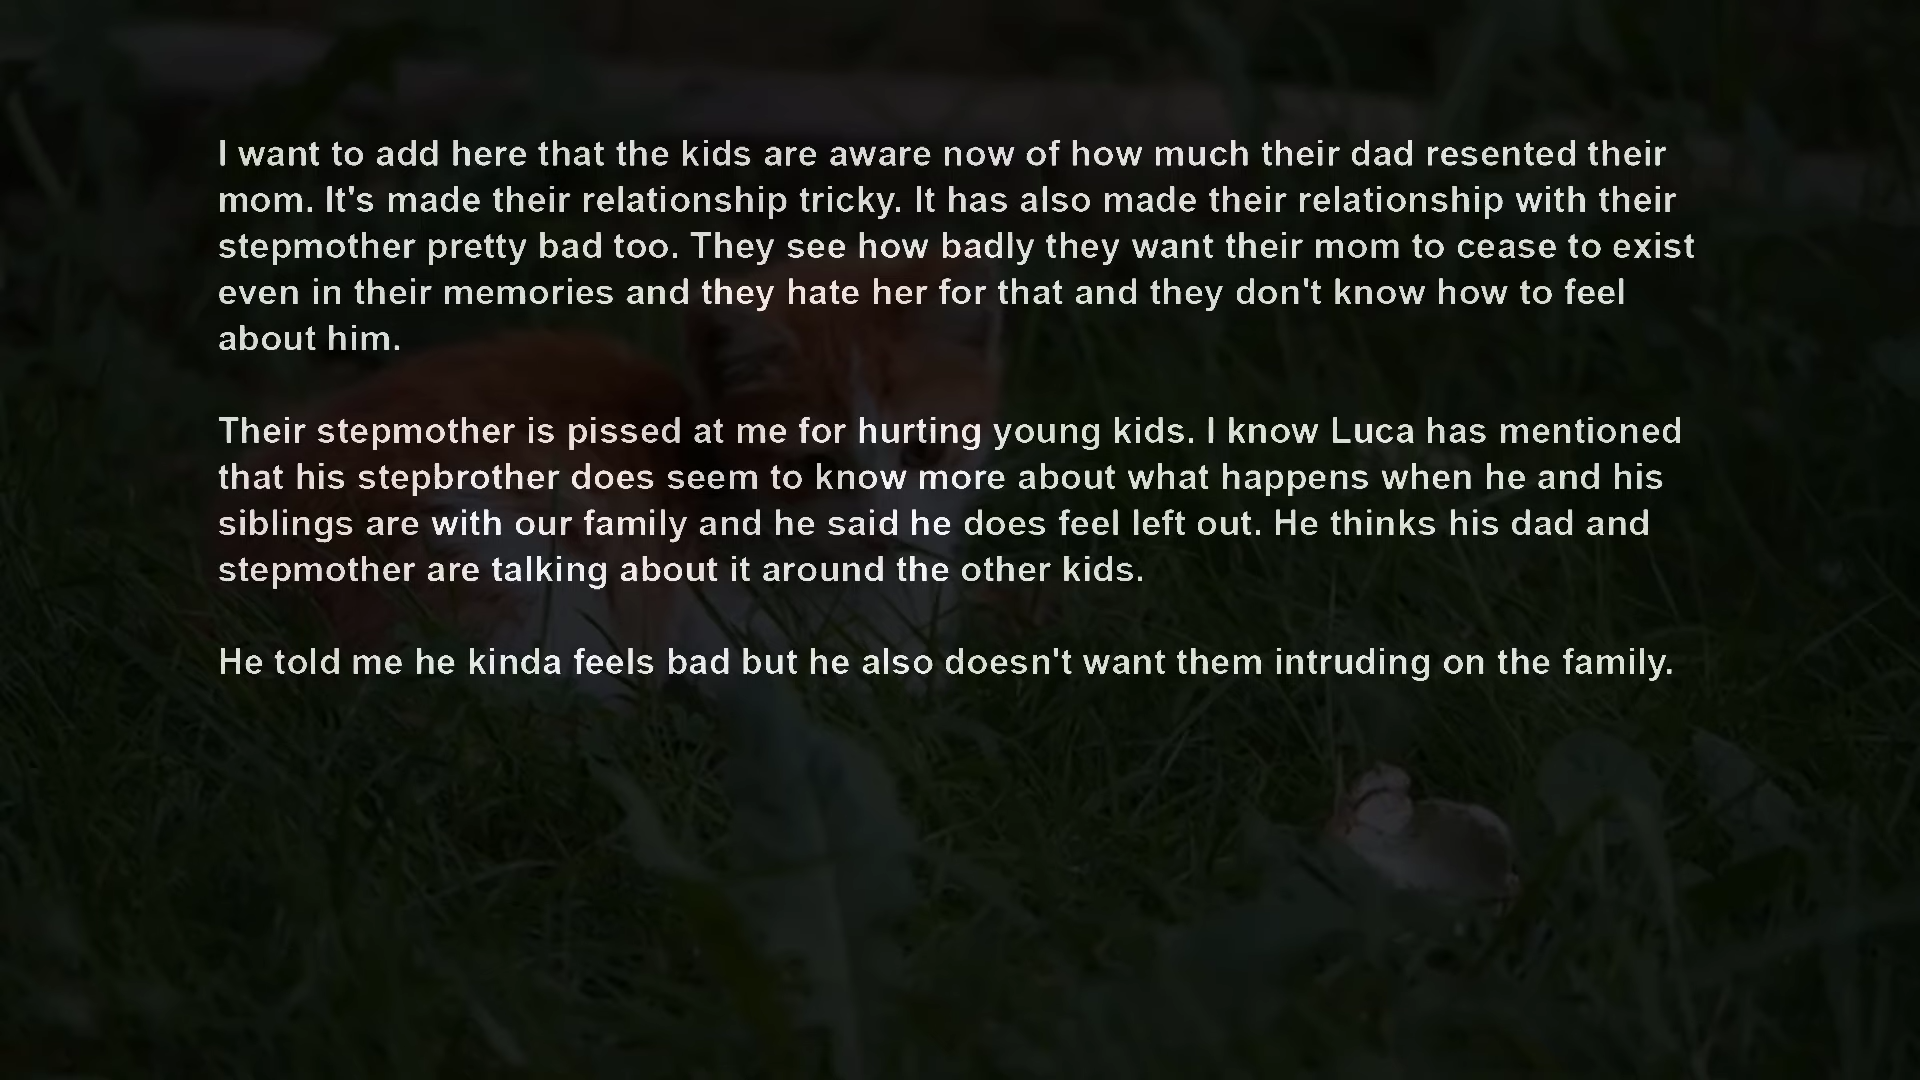 I want to add here that the kids are aware now of how much their dad resented their
mom. It's made their relationship tricky. It has also made their relationship with their
stepmother pretty bad too. They see how badly they want their mom to cease to exist
even in their memories and they hate her for that and they don't know how to feel
about him.
Their stepmother is pissed at me for hurting young kids. I know Luca has mentioned
that his stepbrother does seem to know more about what happens when he and his
siblings are with our family and he said he does feel left out. He thinks his dad and
stepmother are talking about it around the other kids.
He told me he kinda feels bad but he also doesn't want them intruding on the family.